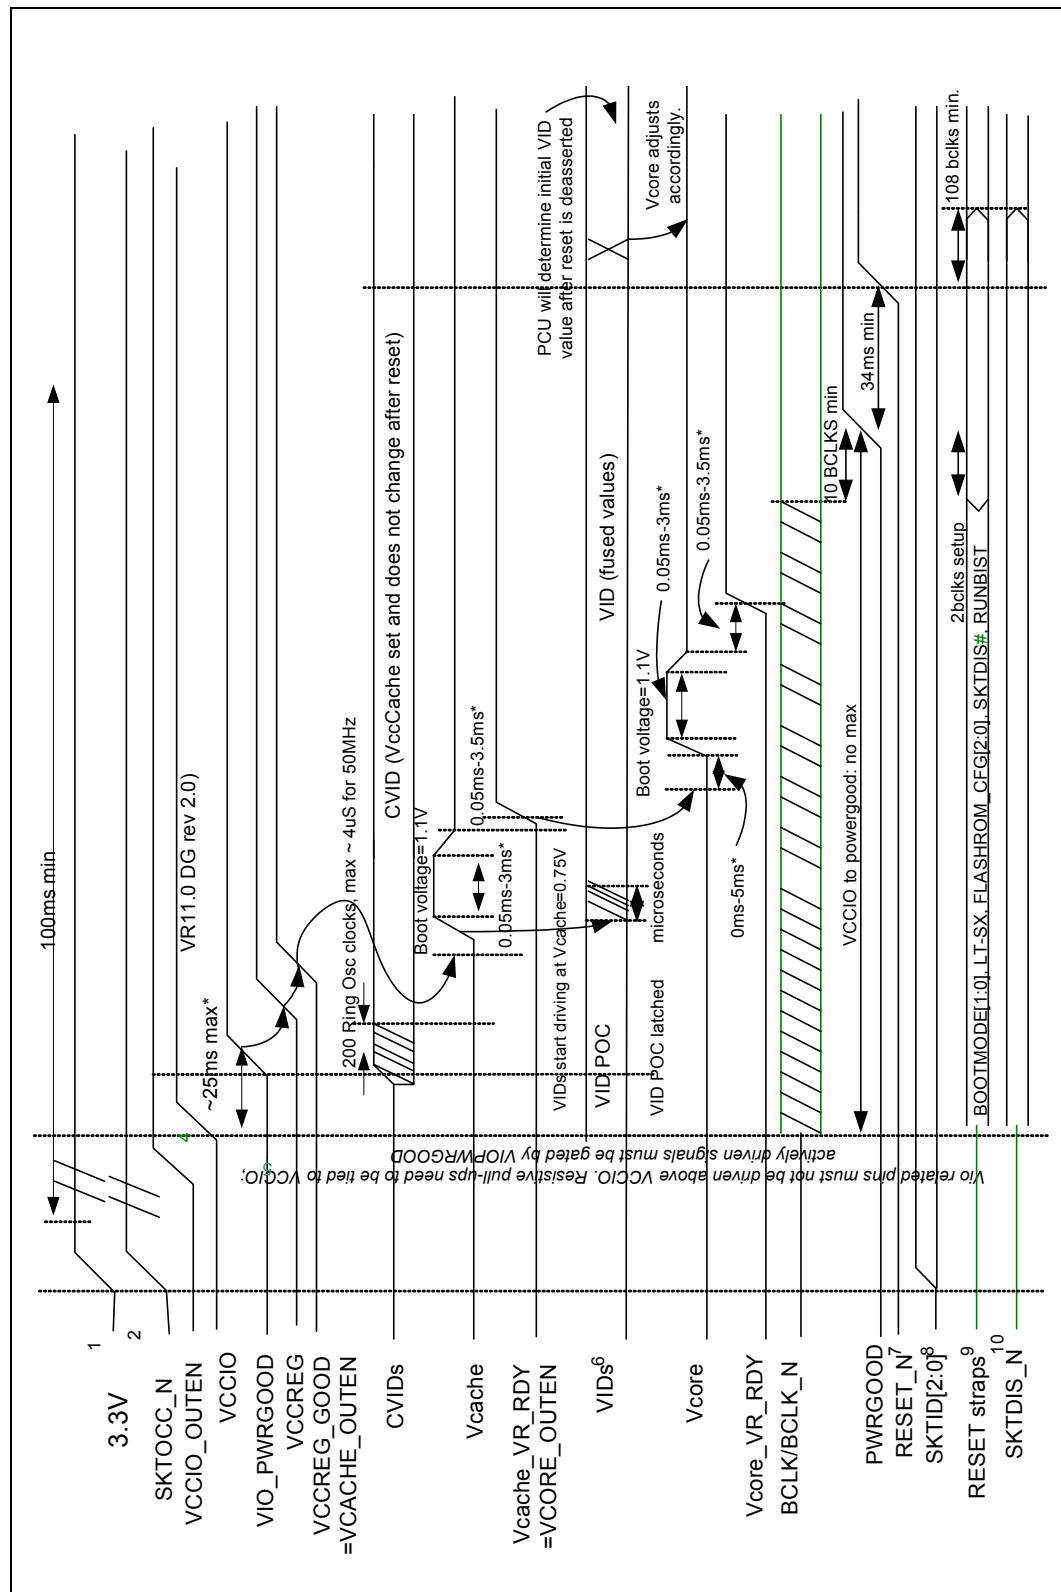 100ms min
1
3.3V
2
SKTOCC_N
VCCIO_OUTEN
VR11.0 DG rev 2.0)
4
VCCIO
~25ms max*
VIO_PWRGOOD
VCCREG
VCCREG_GOOD
=VCACHE_OUTEN
200 Ring Osc clocks, max ~ 4uS for 50MHz
CVIDs
CVID (VccCache set and does not change after reset)
Boot voltage=1.1V
Vcache
0.05ms-3ms*
0.05ms-3.5ms*
Vcache_VR_RDY
=VCORE_OUTEN
VIDs start driving at Vcache=0.75V
PCU will determine initial VID
value after reset is deasserted
VIDs6
VID POC
VID (fused values)
VID POC latched
microseconds
Boot voltage=1.1V
0.05ms-3ms*
Vcore adjusts
accordingly.
Vcore
0.05ms-3.5ms*
0ms-5ms*
Vcore_VR_RDY
BCLK/BCLK_N
10 BCLKS min
VCCIO to powergood: no max
34ms min
PWRGOOD
RESET_N7
SKTID[2:0]8
2bclks setup
108 bclks min.
RESET straps9
BOOTMODE[1:0], LT-SX, FLASHROM_CFG[2:0], SKTDIS#, RUNBIST
SKTDIS_N
10
Vio related pins must not be driven above VCCIO. Resistive pull-ups need to be tied to VCCIO;
actively driven signals must be gated by VIOPWRGOOD